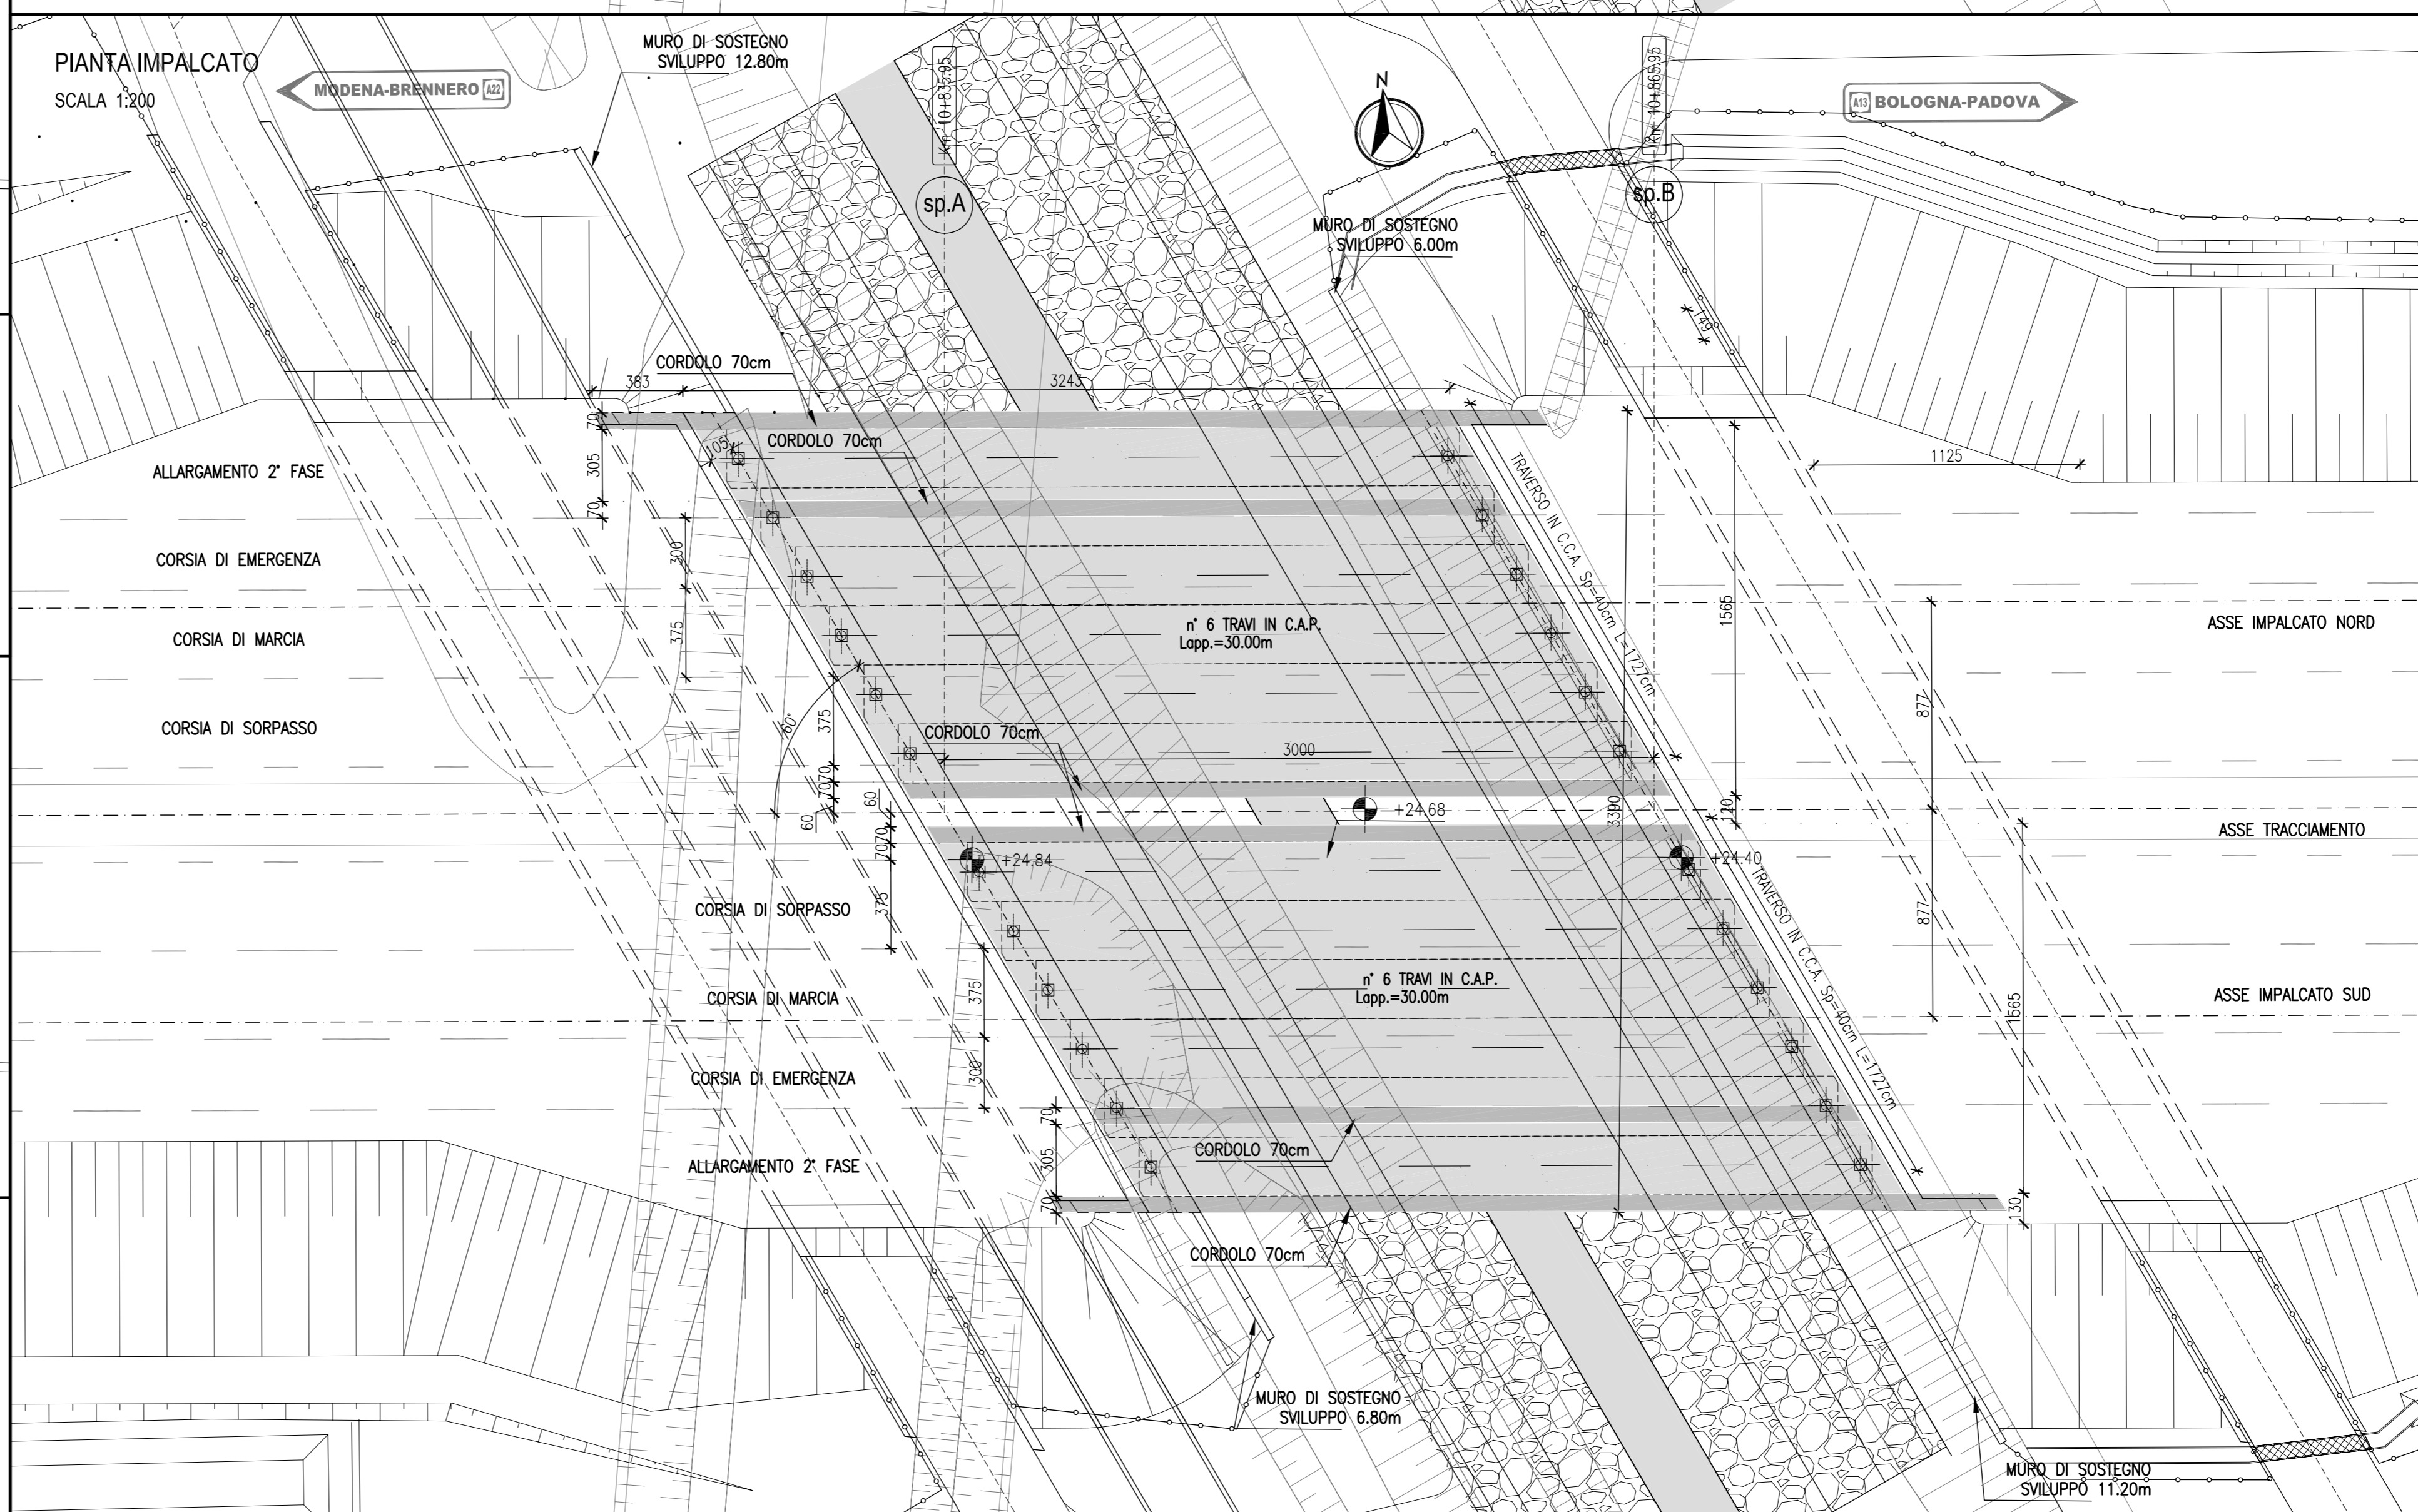 PIANTA IMPALCATO
SCALA 1:200
MODENA-BRENNERO A22
MURO DI SOSTEGNO
SVILUPPO 12.80m
Km 10+835.95
sp.A
N
Km 10+865.95
sp.B
A13 BOLOGNA-PADOVA
MURO DI SOSTEGNO
SVILUPPO 6.00m
149
CORDOLO 70cm
383
3243
70
CORDOLO 70cm
105
305
70
ALLARGAMENTO 2° FASE
1125
TRAVERSO IN C.C.A. Sp=40cm L=1727cm
300
CORSIA DI EMERGENZA
375
CORSIA DI MARCIA
n° 6 TRAVI IN C.A.P.
Lapp.=30.00m
1565
ASSE IMPALCATO NORD
877
CORSIA DI SORPASSO
60°
375
CORDOLO 70cm
3000
70
70
60
60
+24.68
3390
120
ASSE TRACCIAMENTO
70
70
+24.84
+24.40
TRAVERSO IN C.C.A. Sp=40cm L=1727cm
CORSIA DI SORPASSO
375
877
CORSIA DI MARCIA
375
n° 6 TRAVI IN C.A.P.
Lapp.=30.00m
ASSE IMPALCATO SUD
1565
CORSIA DI EMERGENZA
300
70
305
CORDOLO 70cm
ALLARGAMENTO 2° FASE
70
130
CORDOLO 70cm
MURO DI SOSTEGNO
SVILUPPO 6.80m
MURO DI SOSTEGNO
SVILUPPO 11.20m